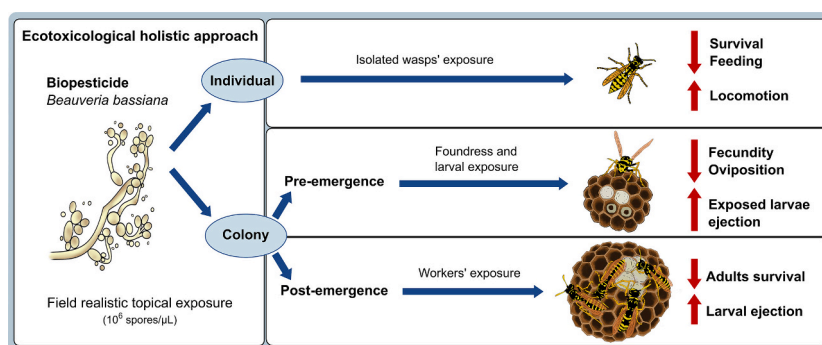 Ecotoxicological holistic approach
Biopesticide
Beauveria bassiana
Field realistic topical exposure
(10⁶ spores/µL)
Individual
Isolated wasps' exposure
Survival
Feeding
Locomotion
Colony
Pre-emergence
Foundress and
larval exposure
Fecundity
Oviposition
Exposed larvae
ejection
Post-emergence
Workers' exposure
Adults survival
Larval ejection